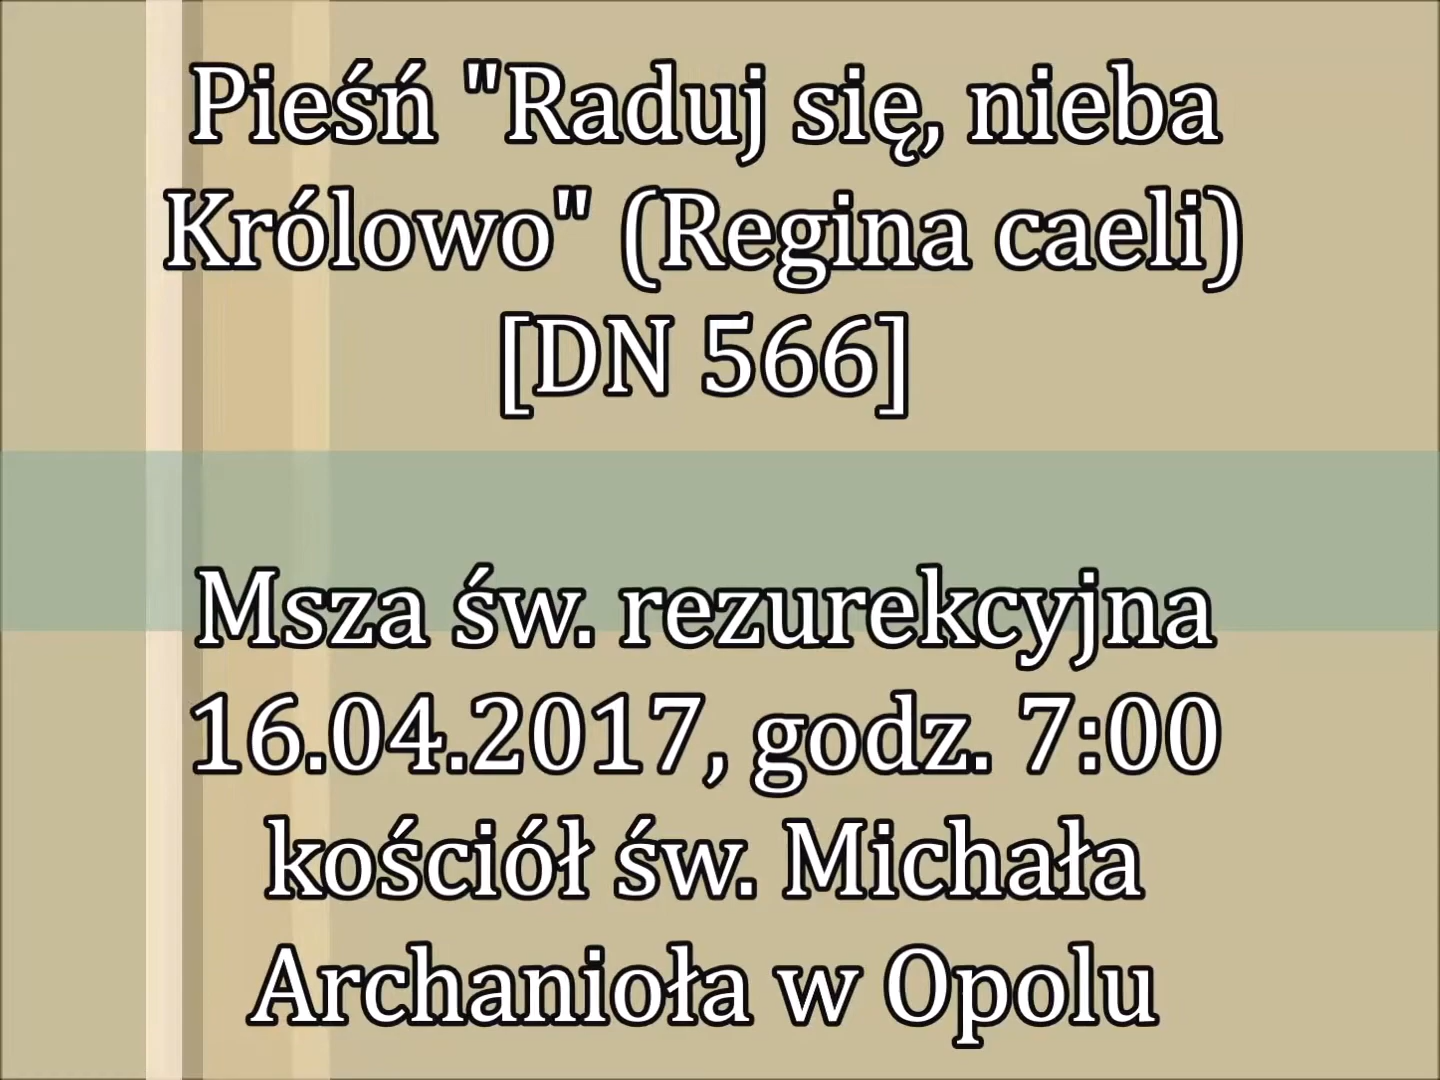 Pieśń "Raduj się, nieba
Królowo" (Regina caeli)
[DN 566]
Msza św. rezurekcyjna
16.04.2017, godz. 7:00
kościół św. Michała
Archanioła w Opolu